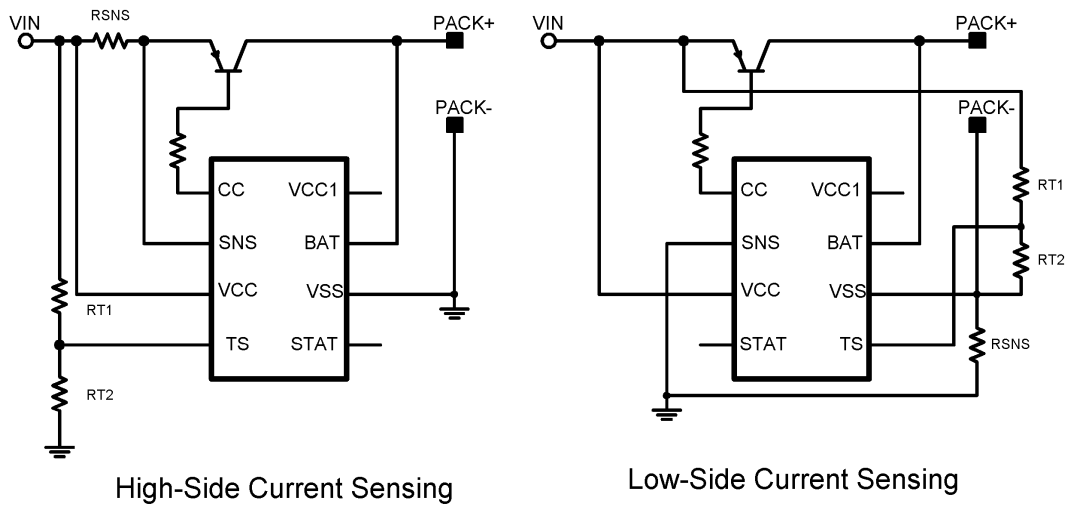 VIN
RSNS
PACK+
PACK-
CC
VCC1
SNS
BAT
VCC
VSS
RT1
TS
STAT
RT2
High-Side Current Sensing
VIN
PACK+
PACK-
CC
VCC1
RT1
SNS
BAT
RT2
VCC
VSS
STAT
TS
RSNS
Low-Side Current Sensing